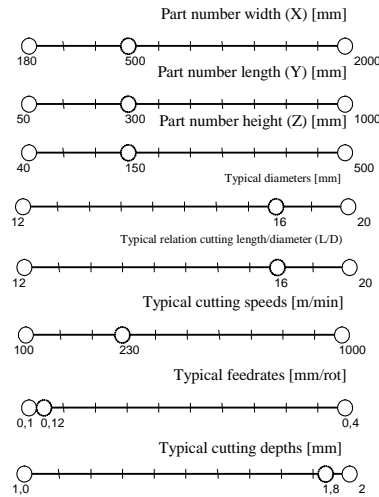 Part number width (X) [mm]
180 500 2000
Part number length (Y) [mm]
50 300 1000
Part number height (Z) [mm]
40 150 500
Typical diameters [mm]
12 16 20
Typical relation cutting length/diameter (L/D)
12 16 20
Typical cutting speeds [m/min]
100 230 1000
Typical feedrates [mm/rot]
0,1 0,12 0,4
Typical cutting depths [mm]
1,0 1,8 2